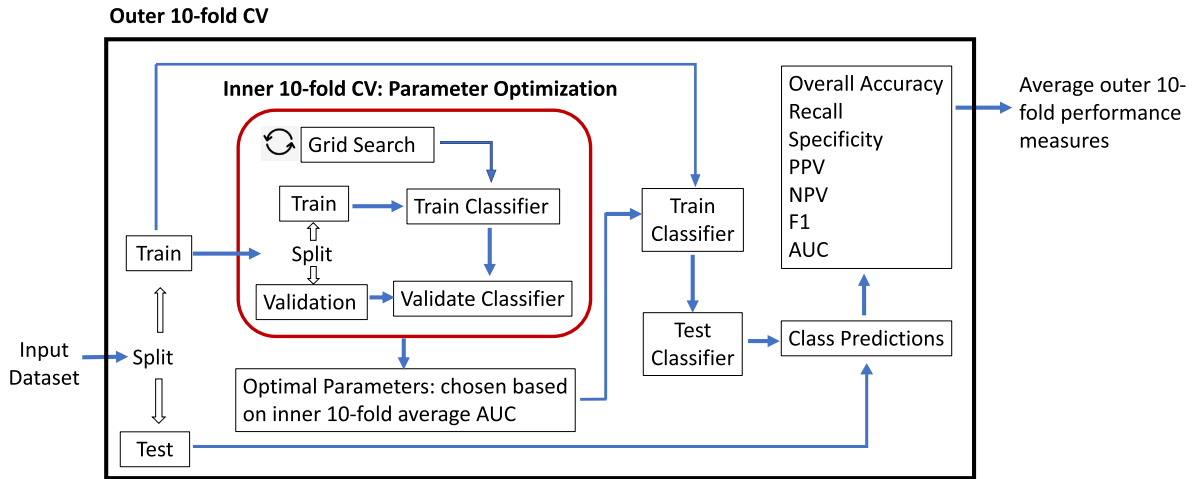 Outer 10-fold CV
Inner 10-fold CV: Parameter Optimization
Grid Search
Train
Train Classifier
Split
Validation
Validate Classifier
Train
Input
Dataset
Split
Test
Optimal Parameters: chosen based
on inner 10-fold average AUC
Train
Classifier
Test
Classifier
Class Predictions
Overall Accuracy
Recall
Specificity
PPV
NPV
F1
AUC
Average outer 10-
fold performance
measures